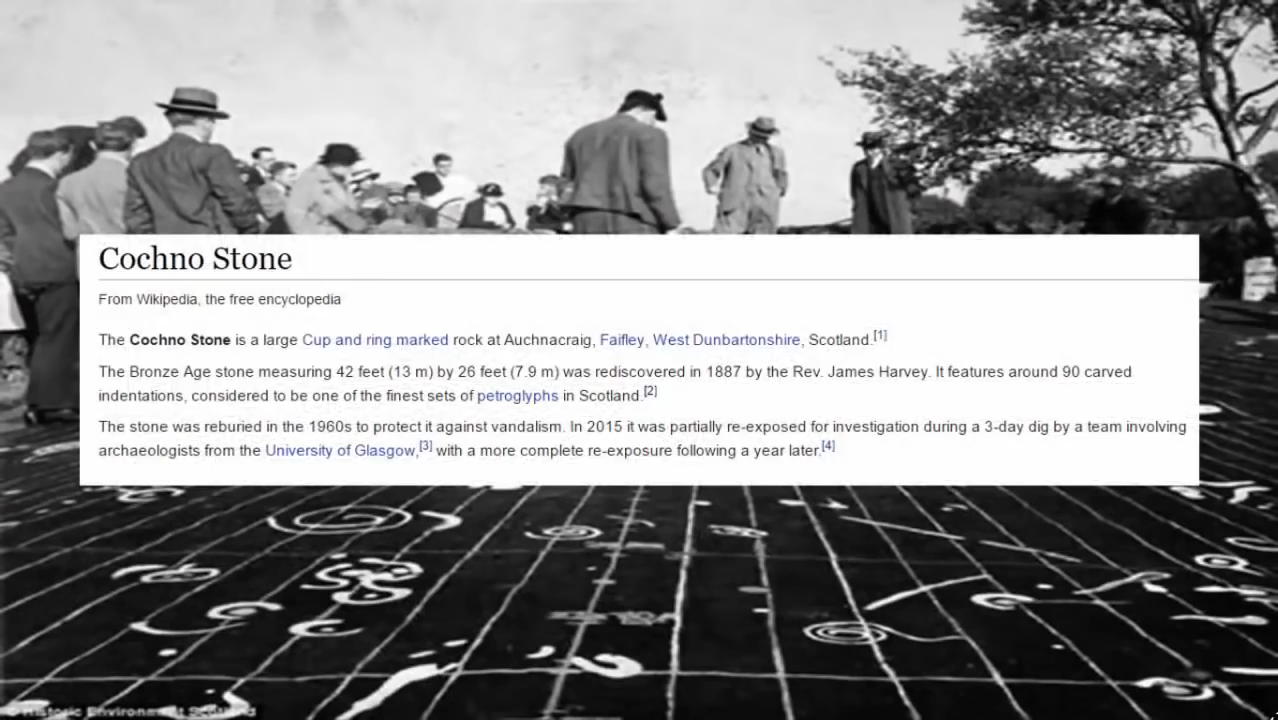 Cochno Stone
From Wikipedia, the free encyclopedia
The Cochno Stone is a large Cup and ring marked rock at Auchnacraig, Faifley, West Dunbartonshire, Scotland.[1]
The Bronze Age stone measuring 42 feet (13 m) by 26 feet (7.9 m) was rediscovered in 1887 by the Rev. James Harvey. It features around 90 carved
indentations, considered to be one of the finest sets of petroglyphs in Scotland.[2]
The stone was reburied in the 1960s to protect it against vandalism. In 2015 it was partially re-exposed for investigation during a 3-day dig by a team involving
archaeologists from the University of Glasgow,[3] with a more complete re-exposure following a year later.[4]
© Historic Environment Scotland